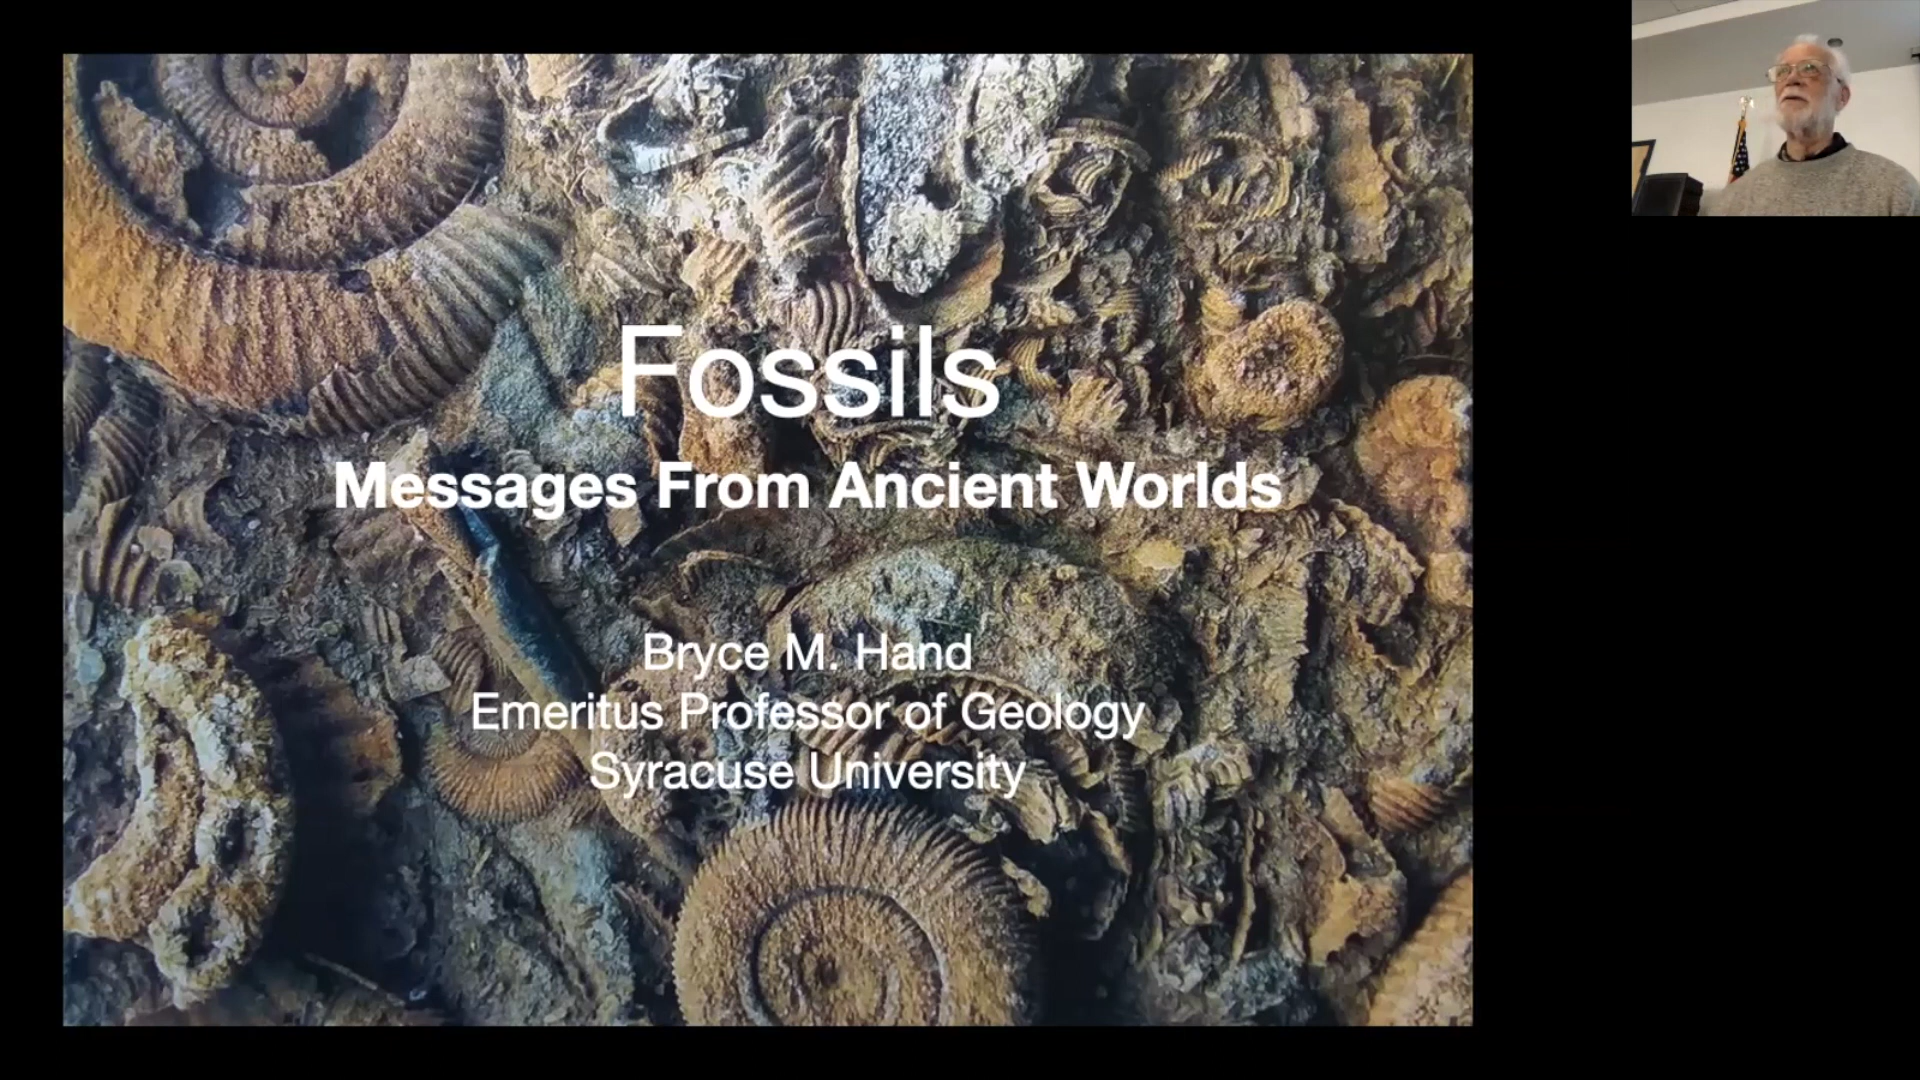 Fossils
Messages From Ancient Worlds
Bryce M. Hand
Emeritus Professor of Geology
Syracuse University